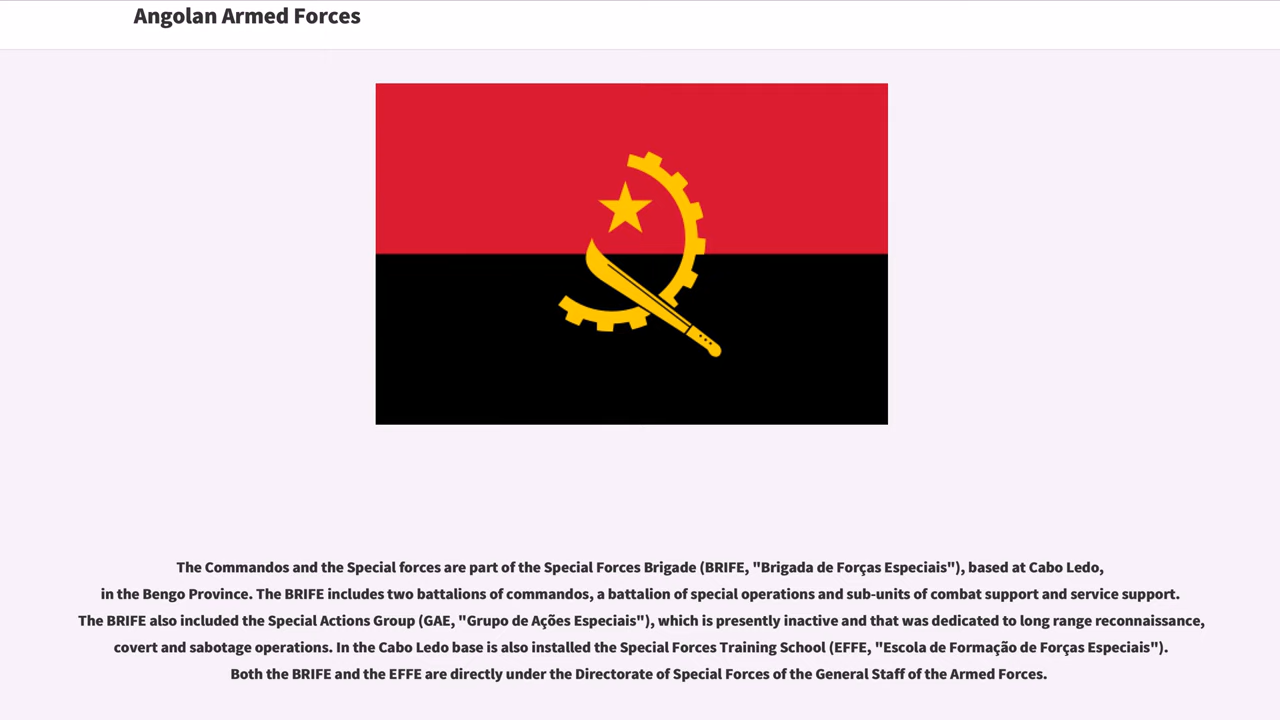 Angolan Armed Forces
The Commandos and the Special forces are part of the Special Forces Brigade (BRIFE, "Brigada de Forças Especiais"), based at Cabo Ledo,
in the Bengo Province. The BRIFE includes two battalions of commandos, a battalion of special operations and sub-units of combat support and service support.
The BRIFE also included the Special Actions Group (GAE, "Grupo de Ações Especiais"), which is presently inactive and that was dedicated to long range reconnaissance,
covert and sabotage operations. In the Cabo Ledo base is also installed the Special Forces Training School (EFFE, "Escola de Formação de Forças Especiais").
Both the BRIFE and the EFFE are directly under the Directorate of Special Forces of the General Staff of the Armed Forces.